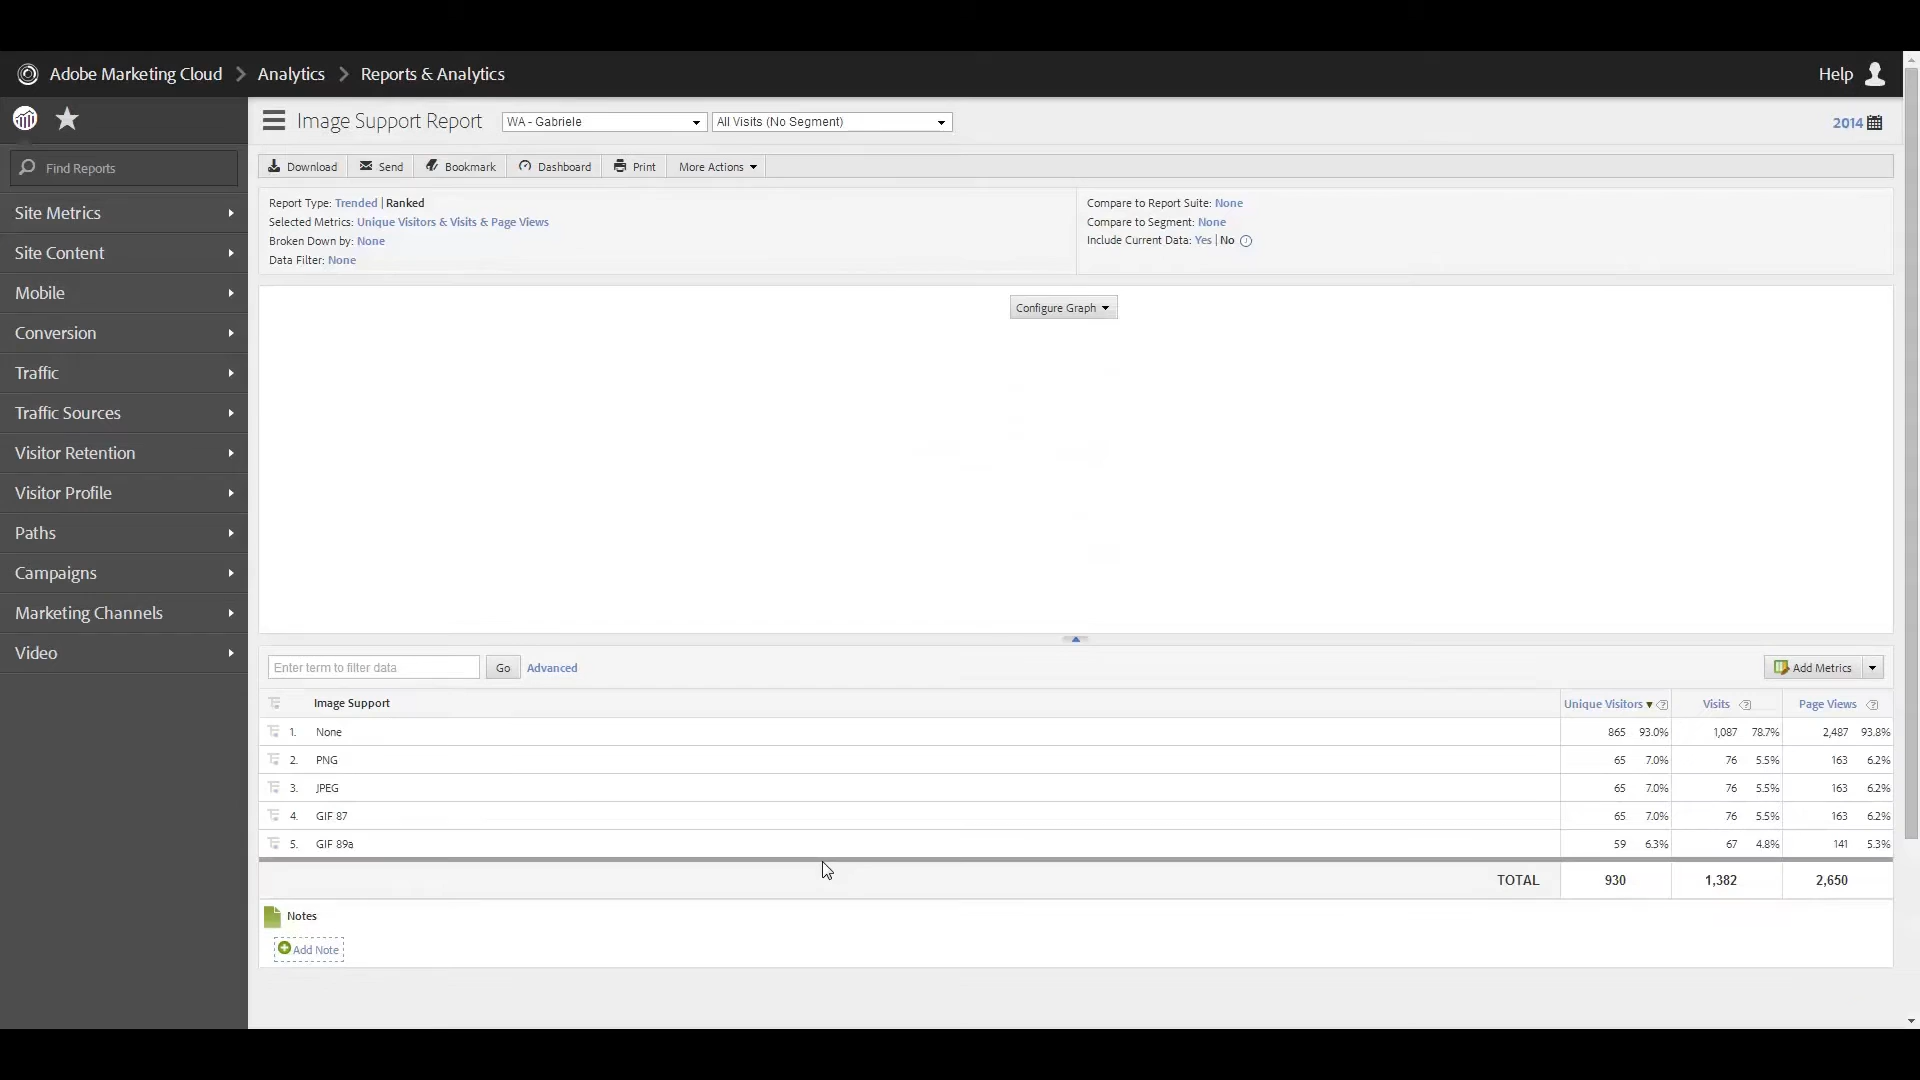 Adobe Marketing Cloud > Analytics > Reports & Analytics
Help
Image Support Report
WA - Gabriele
All Visits (No Segment)
2014
Find Reports
Download
Send
Bookmark
Dashboard
Print
More Actions
Site Metrics
Site Content
Mobile
Conversion
Traffic
Traffic Sources
Visitor Retention
Visitor Profile
Paths
Campaigns
Marketing Channels
Video
Report Type: Trended | Ranked
Selected Metrics: Unique Visitors & Visits & Page Views
Broken Down by: None
Data Filter: None
Compare to Report Suite: None
Compare to Segment: None
Include Current Data: Yes | No
Configure Graph
Enter term to filter data
Go
Advanced
Add Metrics
Image Support Unique Visitors Visits Page Views
1. None 865 93.0% 1,087 78.7% 2,487 93.8%
2. PNG 65 7.0% 76 5.5% 163 6.2%
3. JPEG 65 7.0% 76 5.5% 163 6.2%
4. GIF 87 65 7.0% 76 5.5% 163 6.2%
5. GIF 89a 59 6.3% 67 4.8% 141 5.3%
TOTAL 930 1,382 2,650
Notes
Add Note